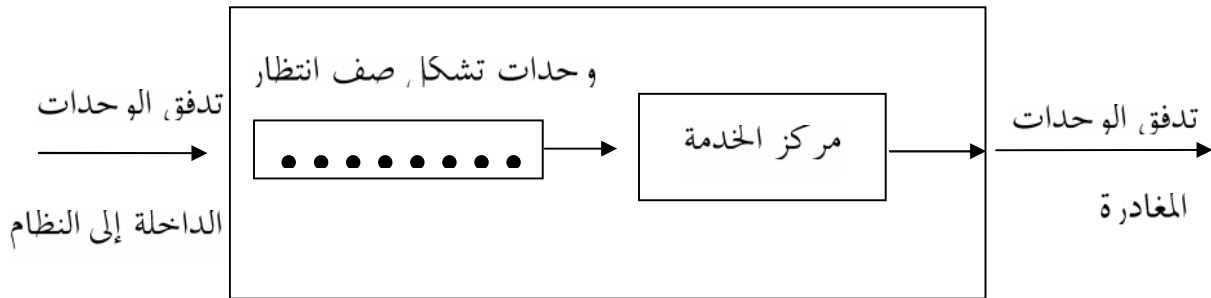 وحدات تشكل صف انتظار
تدفق الوحدات
الداخلة إلى النظام
مركز الخدمة
تدفق الوحدات
المغادرة